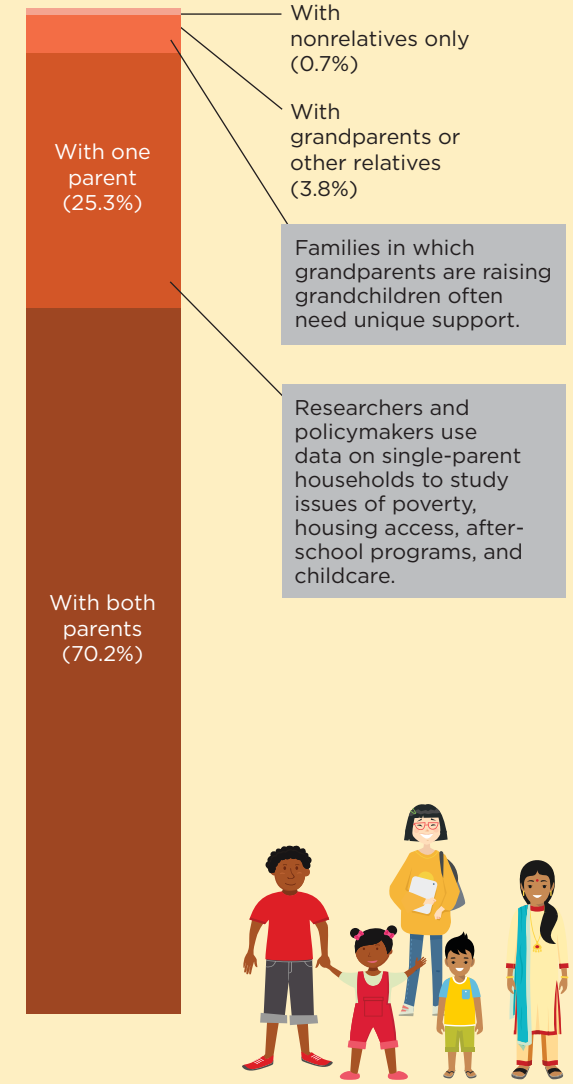 With
nonrelatives only
(0.7%)
With
grandparents or
other relatives
(3.8%)
With one
parent
(25.3%)
Families in which
grandparents are raising
grandchildren often
need unique support.
Researchers and
policymakers use
data on single-parent
households to study
issues of poverty,
housing access, after-
school programs, and
childcare.
With both
parents
(70.2%)